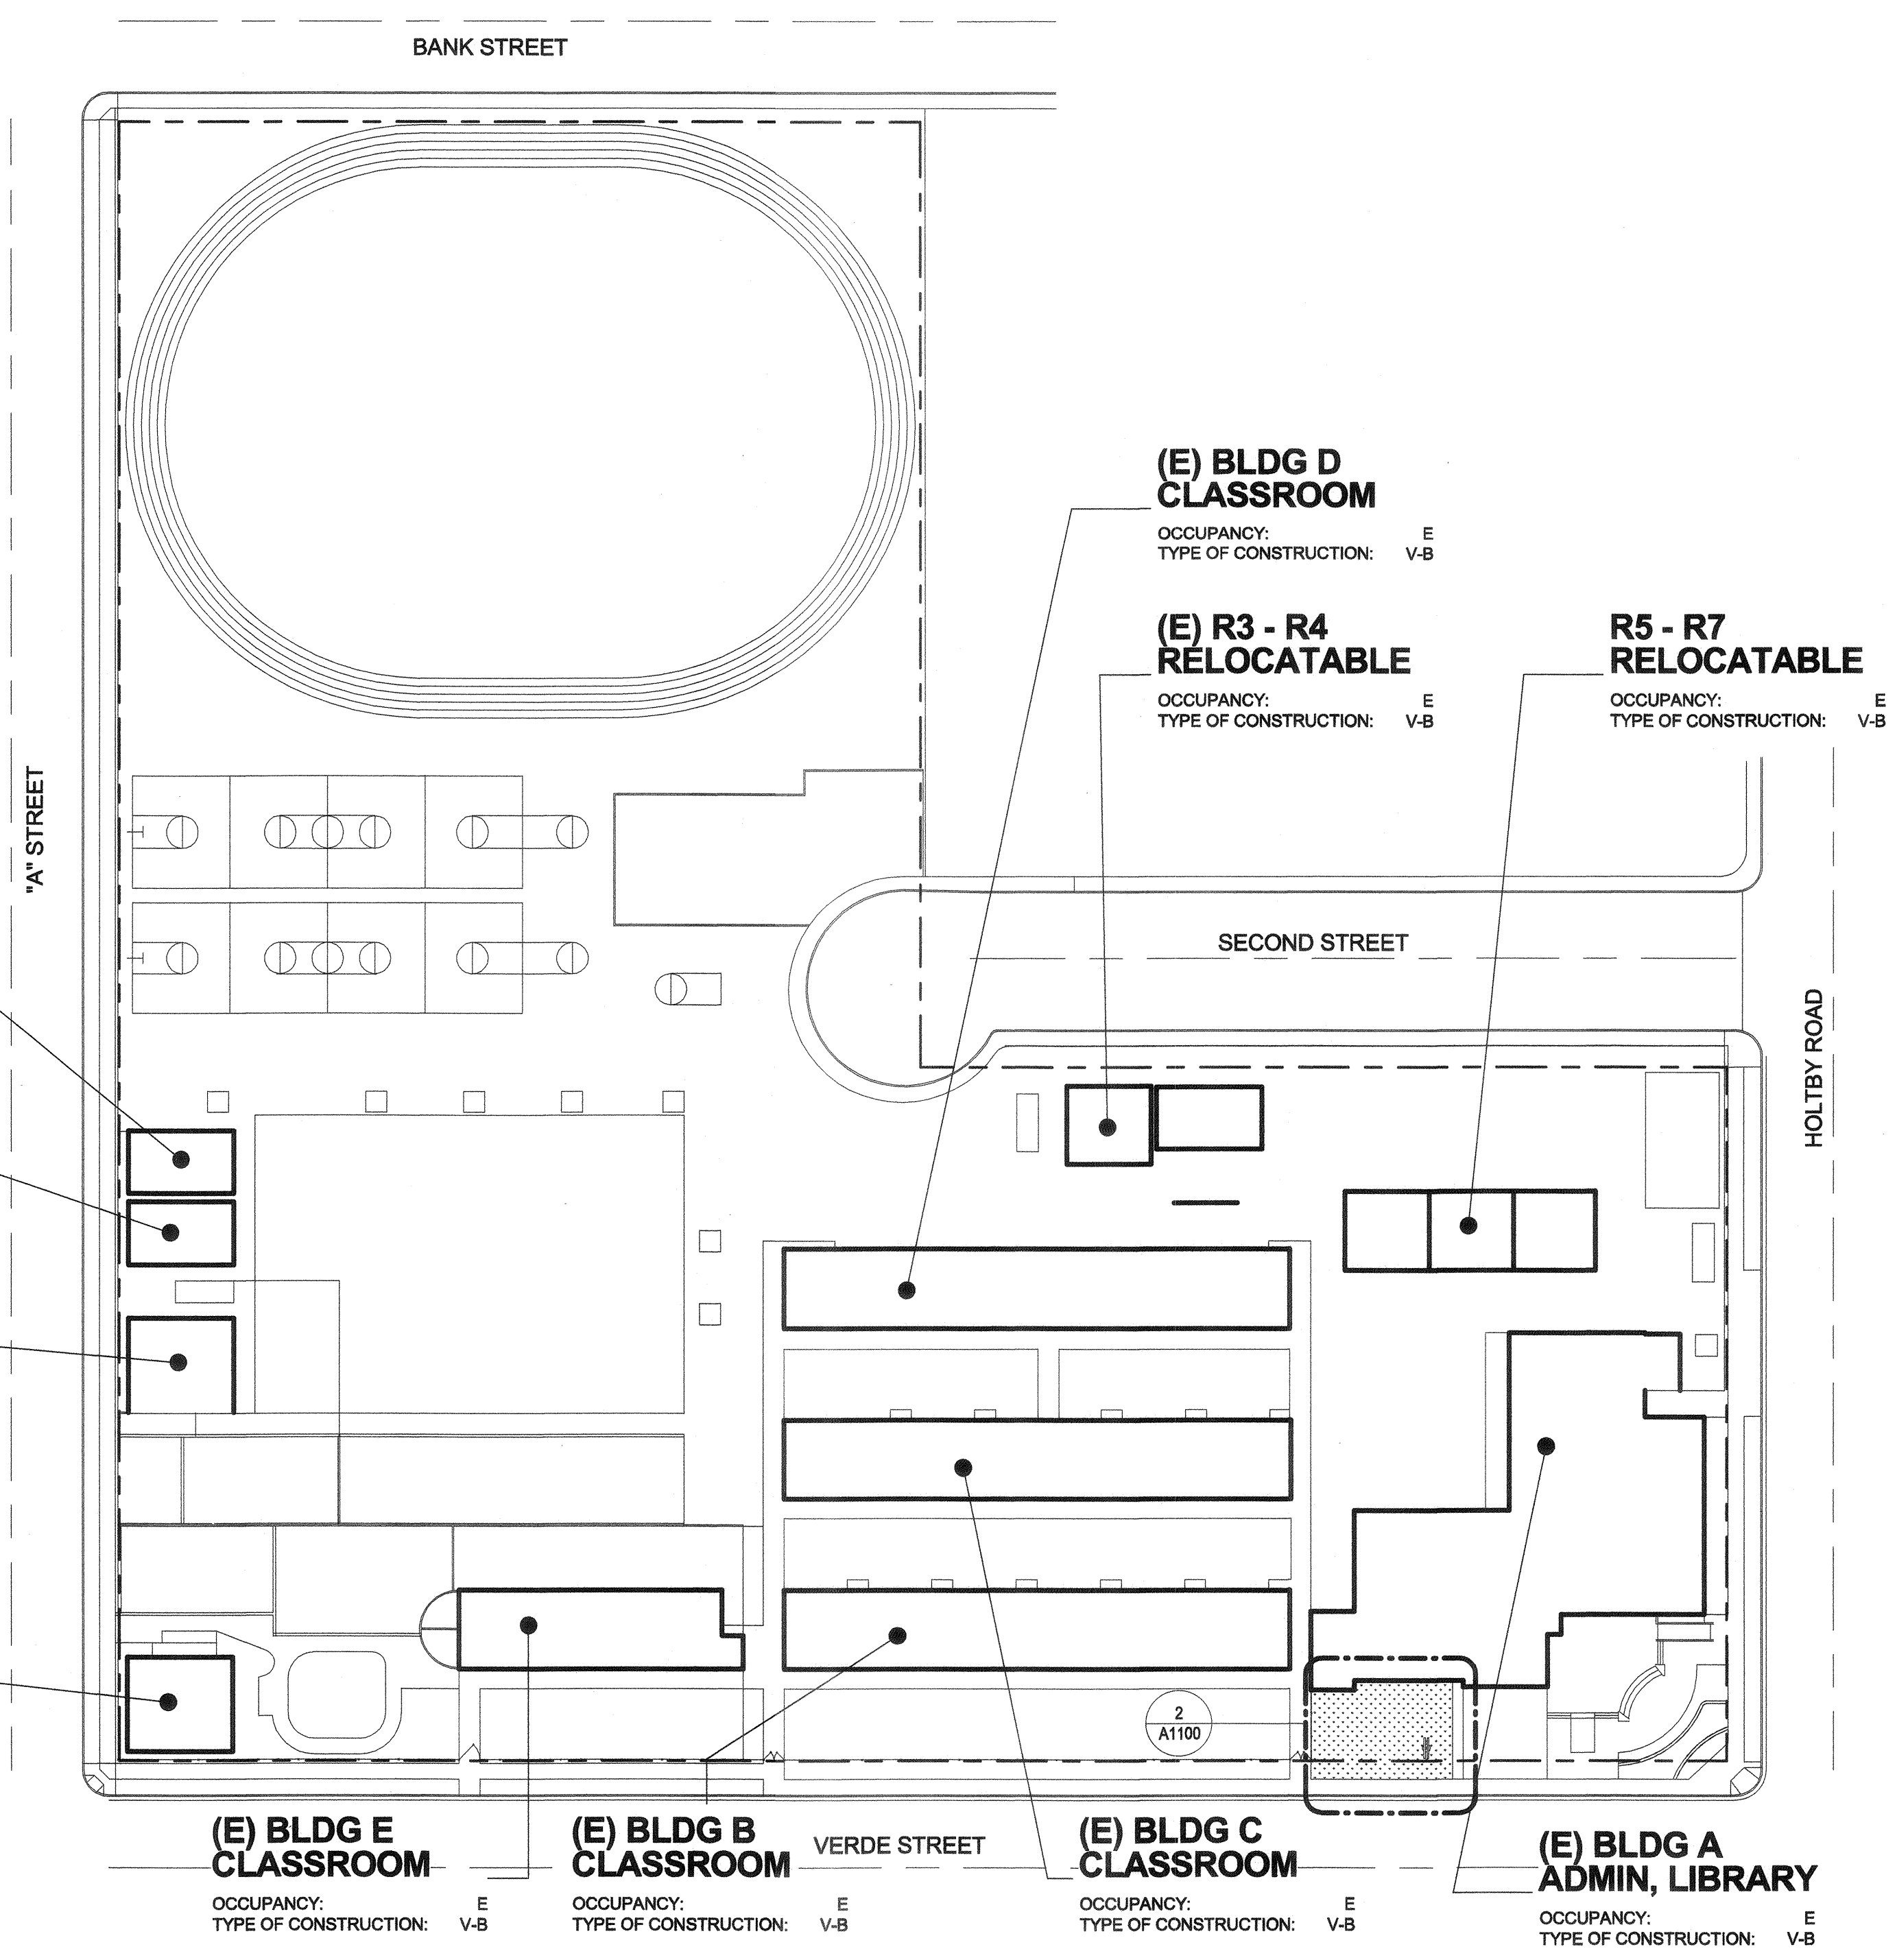 BANK STREET
(E) BLDG D
CLASSROOM
OCCUPANCY: E
TYPE OF CONSTRUCTION: V-B
(E) R3 - R4
RELOCATABLE
OCCUPANCY: E
TYPE OF CONSTRUCTION: V-B
R5 - R7
RELOCATABLE
OCCUPANCY: E
TYPE OF CONSTRUCTION: V-B
"A" STREET
SECOND STREET
HOLTBY ROAD
2
A1100
(E) BLDG E
CLASSROOM
OCCUPANCY: E
TYPE OF CONSTRUCTION: V-B
(E) BLDG B
CLASSROOM
OCCUPANCY: E
TYPE OF CONSTRUCTION: V-B
VERDE STREET
(E) BLDG C
CLASSROOM
OCCUPANCY: E
TYPE OF CONSTRUCTION: V-B
(E) BLDG A
ADMIN, LIBRARY
OCCUPANCY: E
TYPE OF CONSTRUCTION: V-B